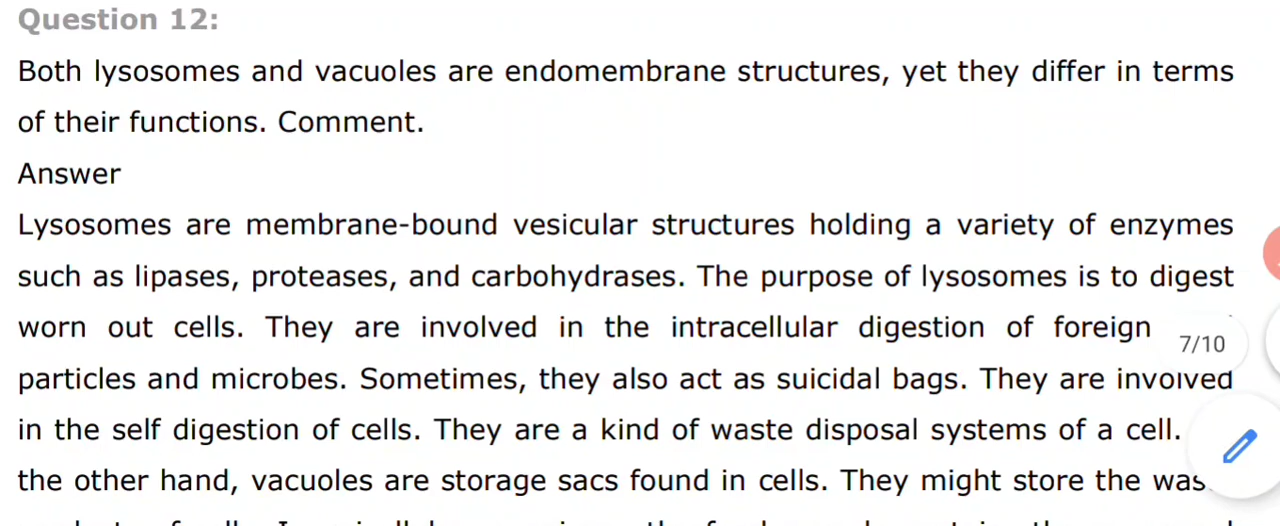 Question 12:
Both lysosomes and vacuoles are endomembrane structures, yet they differ in terms
of their functions. Comment.
Answer
Lysosomes are membrane-bound vesicular structures holding a variety of enzymes
such as lipases, proteases, and carbohydrases. The purpose of lysosomes is to digest
worn out cells. They are involved in the intracellular digestion of foreign
7/10
particles and microbes. Sometimes, they also act as suicidal bags. They are involved
in the self digestion of cells. They are a kind of waste disposal systems of a cell.
the other hand, vacuoles are storage sacs found in cells. They might store the